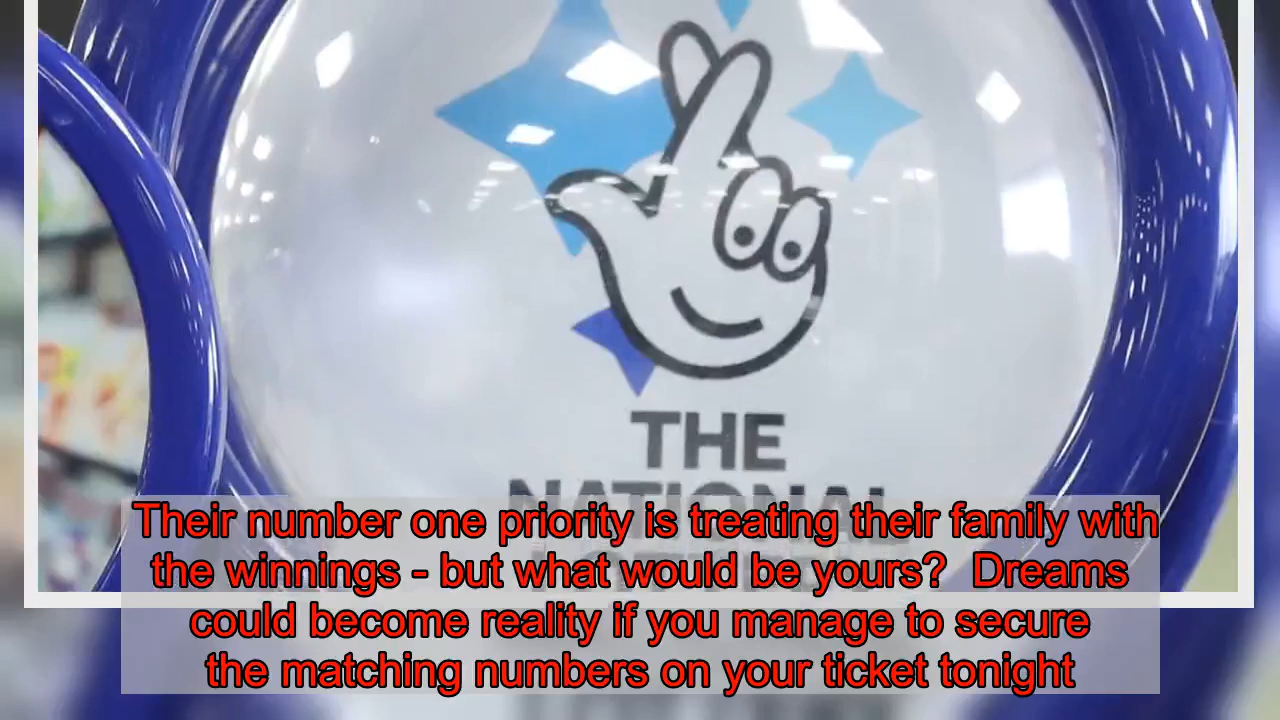 THE
NATIONAL
Their number one priority is treating their family with
the winnings - but what would be yours?  Dreams
could become reality if you manage to secure
the matching numbers on your ticket tonight